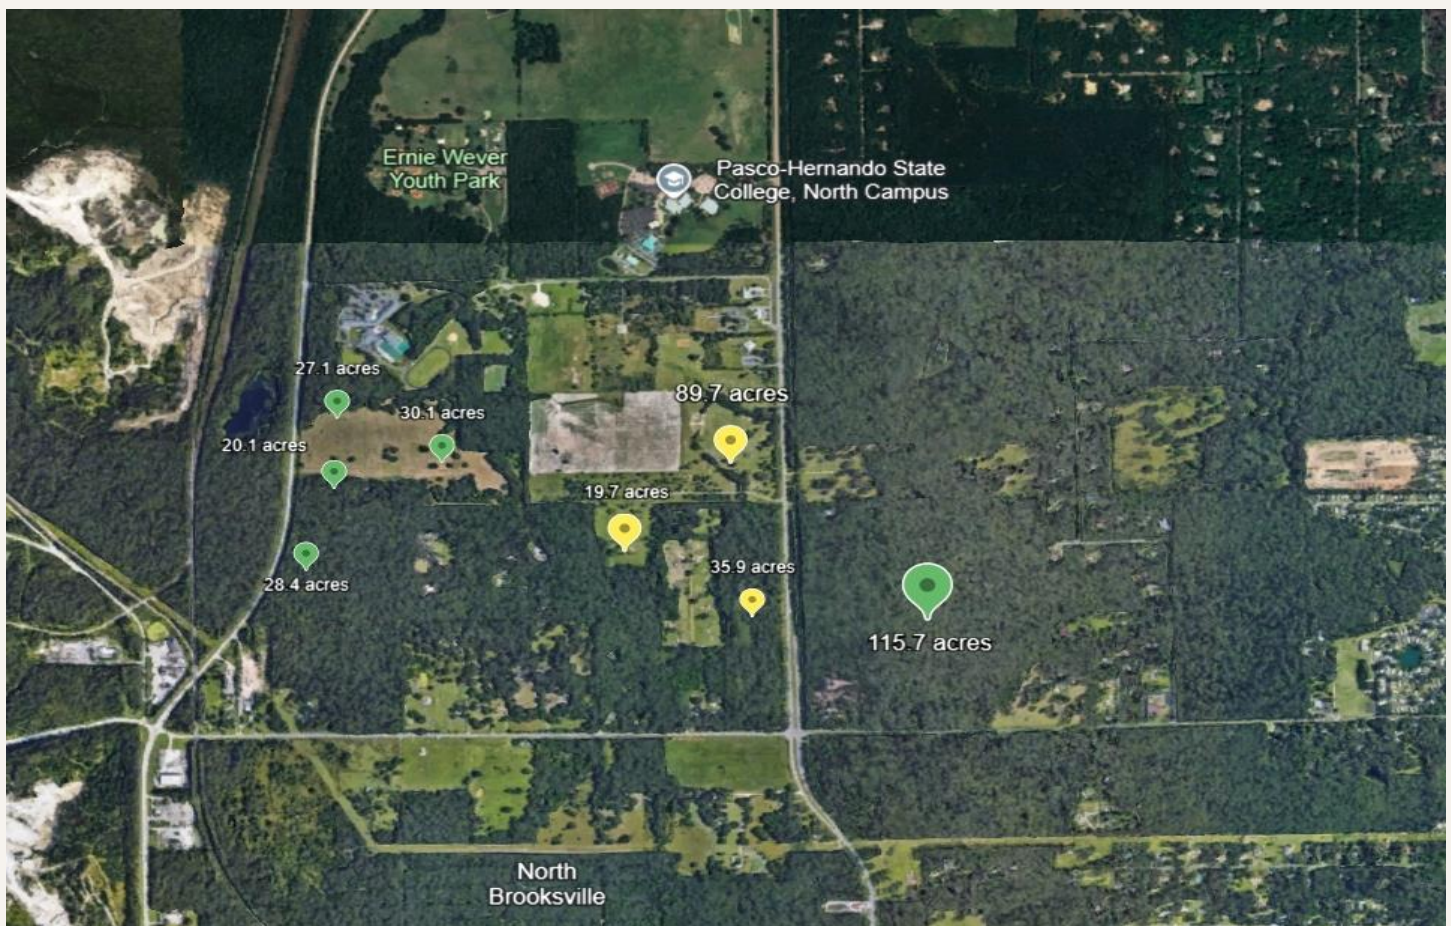 Ernie Wever
Youth Park
Pasco-Hernando State
College, North Campus
27.1 acres
89.7 acres
30.1 acres
20.1 acres
19.7 acres
35.9 acres
28.4 acres
115.7 acres
North
Brooksville